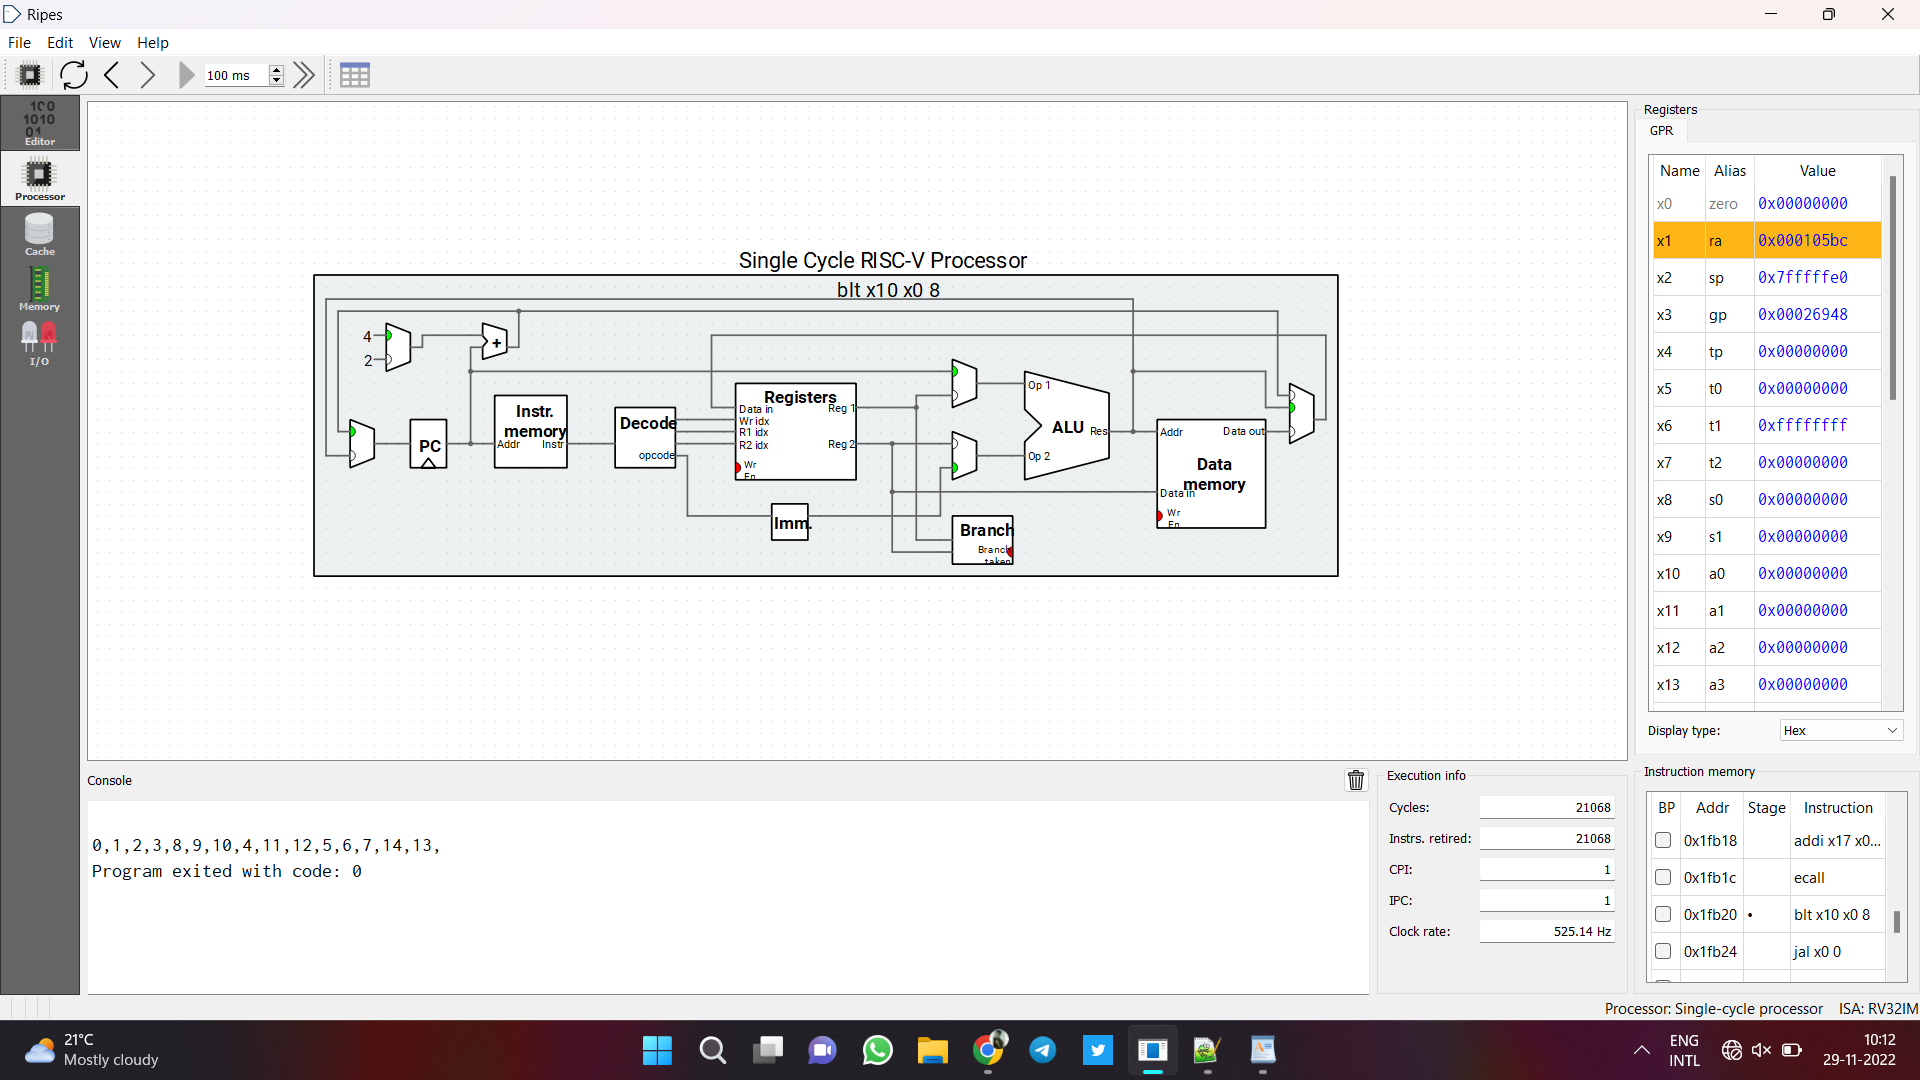 Ripes
File Edit View Help
100 ms
Editor
Processor
Cache
Memory
I/O
Single Cycle RISC-V Processor
blt x10 x0 8
4
2
+
PC
Instr. memory
Addr Instr
Decode
opcode
Registers
Data in
Wr idx
R1 idx
R2 idx
Wr En
Reg 1
Reg 2
Imm.
Op 1
ALU
Res
Op 2
Branch
Branch taken
Addr Data out
Data memory
Data in
Wr En
Registers
GPR
Name Alias Value
x0 zero 0x00000000
x1 ra 0x000105bc
x2 sp 0x7fffffe0
x3 gp 0x00026948
x4 tp 0x00000000
x5 t0 0x00000000
x6 t1 0xffffffff
x7 t2 0x00000000
x8 s0 0x00000000
x9 s1 0x00000000
x10 a0 0x00000000
x11 a1 0x00000000
x12 a2 0x00000000
x13 a3 0x00000000
Display type: Hex
Console
0,1,2,3,8,9,10,4,11,12,5,6,7,14,13,
Program exited with code: 0
Execution info
Cycles: 21068
Instrs. retired: 21068
CPI: 1
IPC: 1
Clock rate: 525.14 Hz
Instruction memory
BP Addr Stage Instruction
0x1fb18 addi x17 x0...
0x1fb1c ecall
0x1fb20 • blt x10 x0 8
0x1fb24 jal x0 0
Processor: Single-cycle processor ISA: RV32IM
21°C
Mostly cloudy
ENG
INTL
10:12
29-11-2022